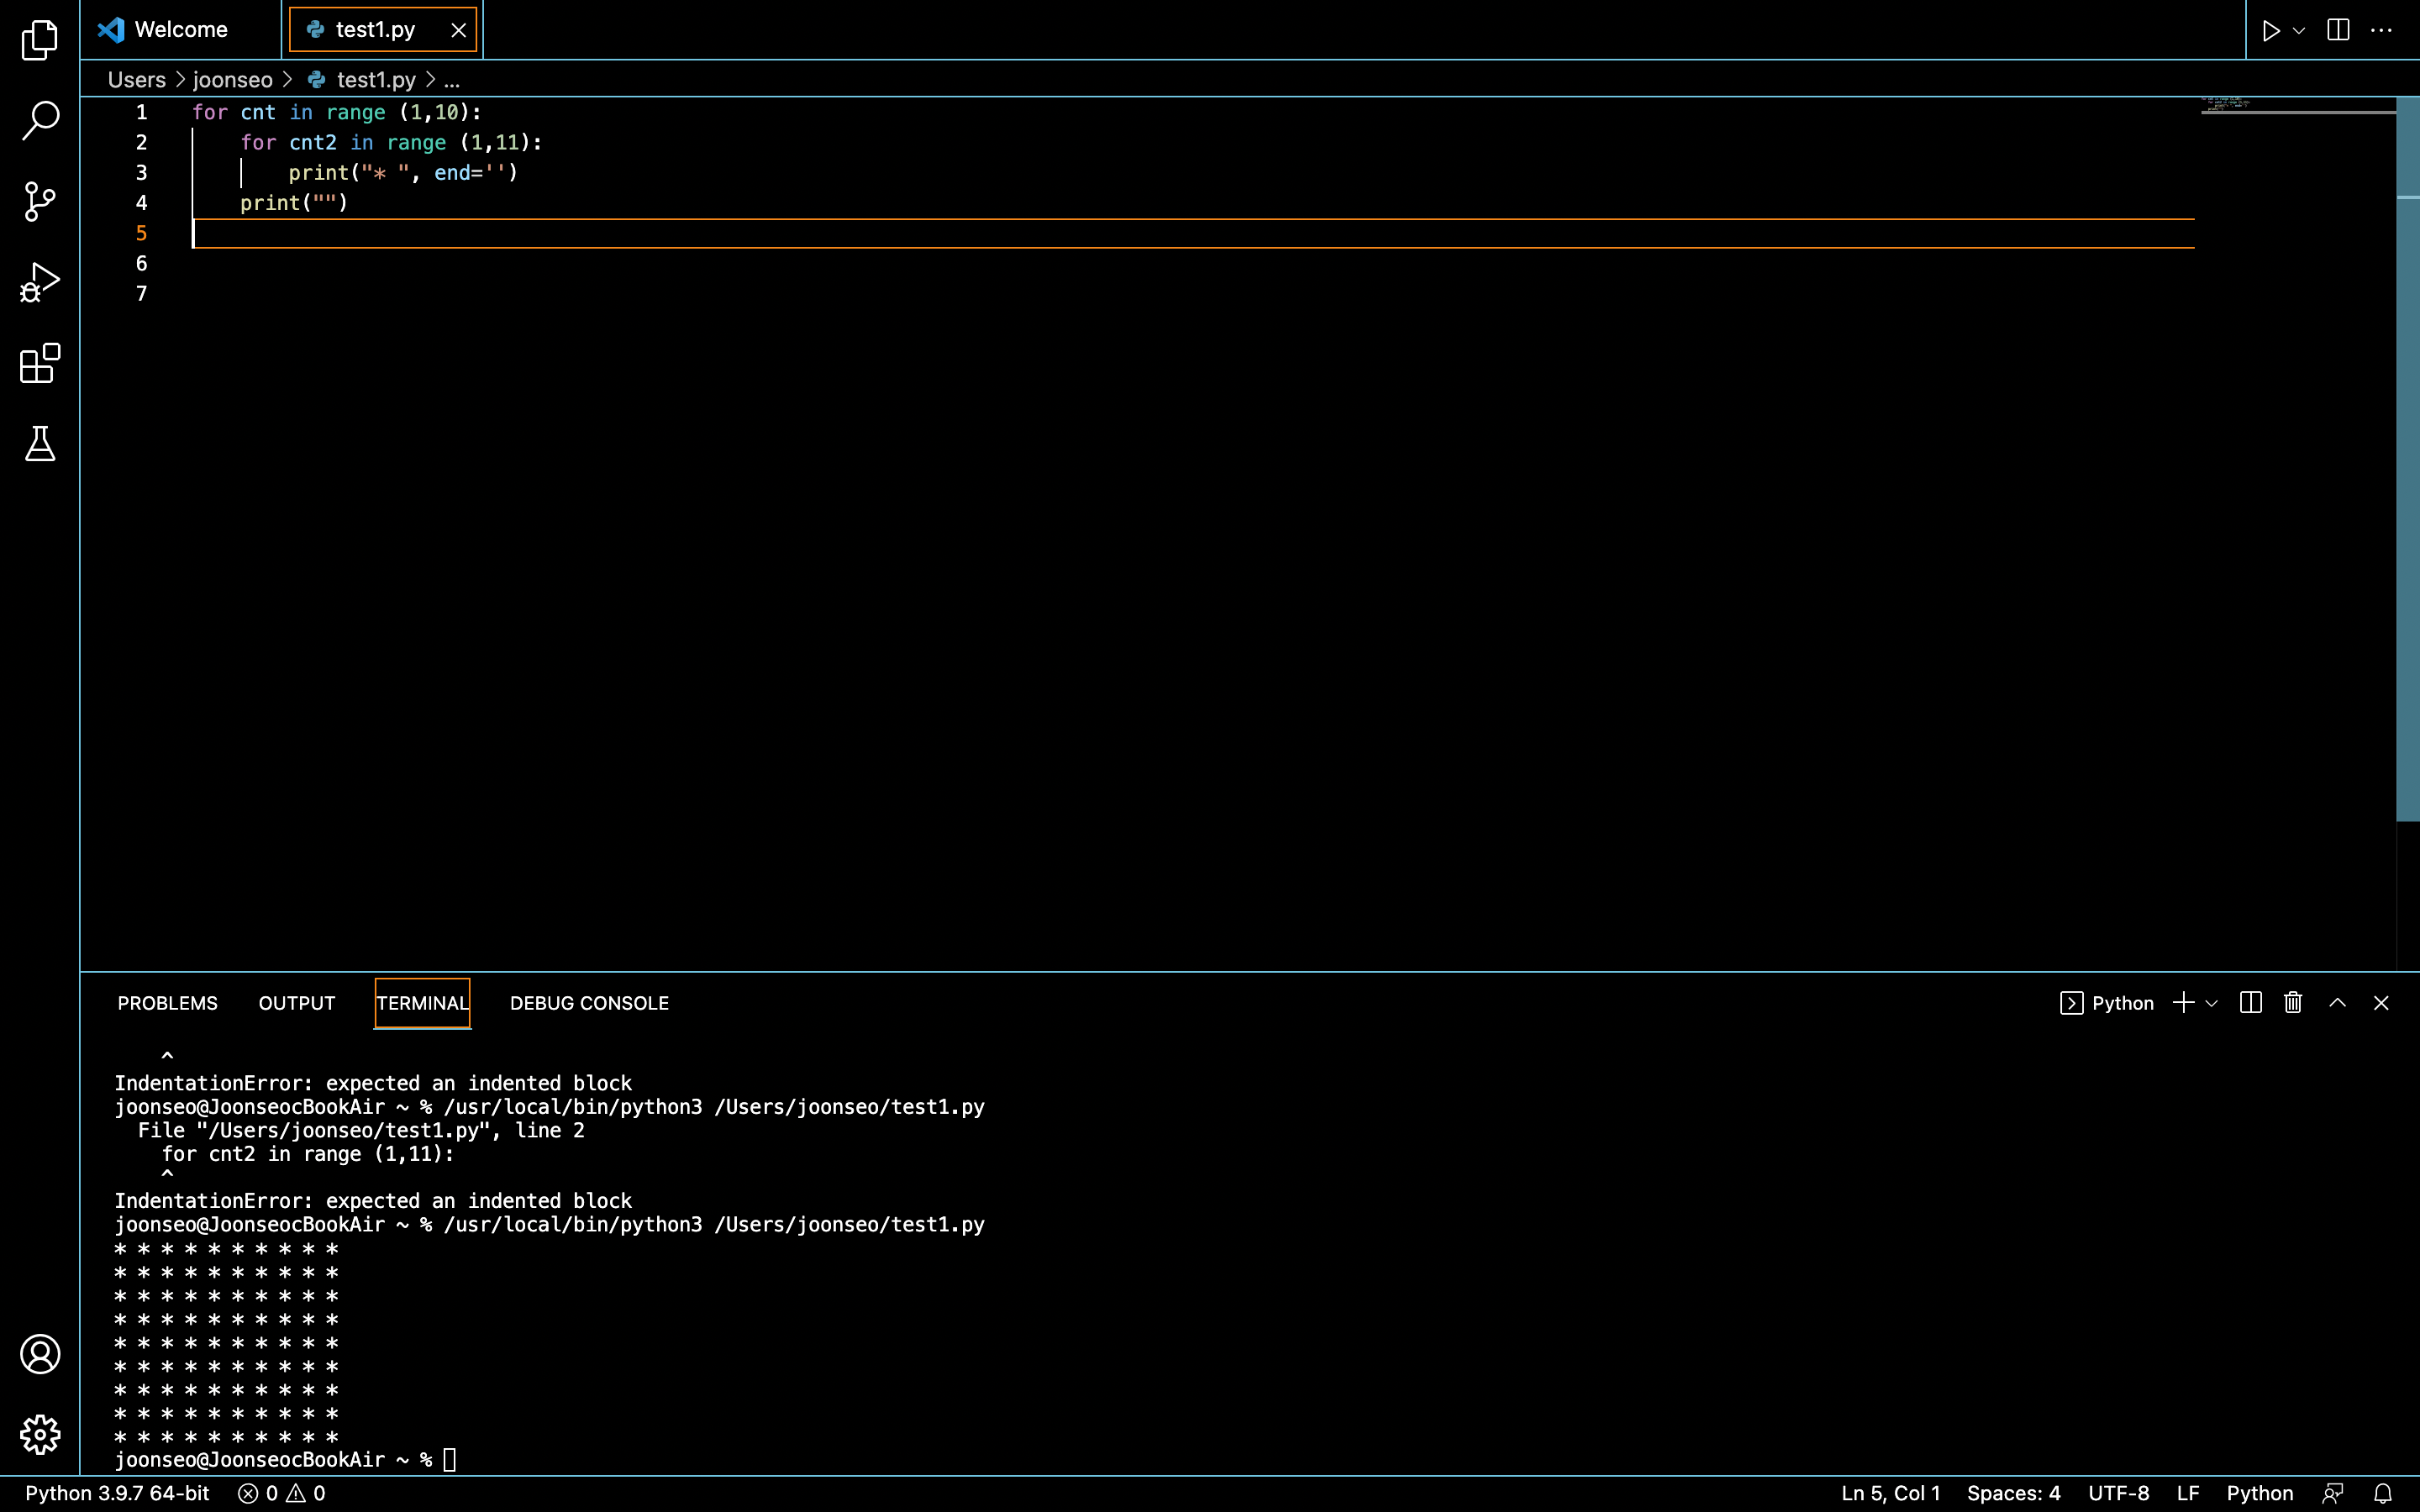 Welcome
test1.py
Users > joonseo > test1.py > ...
1 for cnt in range (1,10):
2     for cnt2 in range (1,11):
3         print("* ", end='')
4     print("")
5
6
7
PROBLEMS OUTPUT TERMINAL DEBUG CONSOLE Python
    ^
IndentationError: expected an indented block
joonseo@JoonseocBookAir ~ % /usr/local/bin/python3 /Users/joonseo/test1.py
  File "/Users/joonseo/test1.py", line 2
    for cnt2 in range (1,11):
    ^
IndentationError: expected an indented block
joonseo@JoonseocBookAir ~ % /usr/local/bin/python3 /Users/joonseo/test1.py
* * * * * * * * * *
* * * * * * * * * *
* * * * * * * * * *
* * * * * * * * * *
* * * * * * * * * *
* * * * * * * * * *
* * * * * * * * * *
* * * * * * * * * *
* * * * * * * * * *
joonseo@JoonseocBookAir ~ %
Python 3.9.7 64-bit 0 0 Ln 5, Col 1 Spaces: 4 UTF-8 LF Python